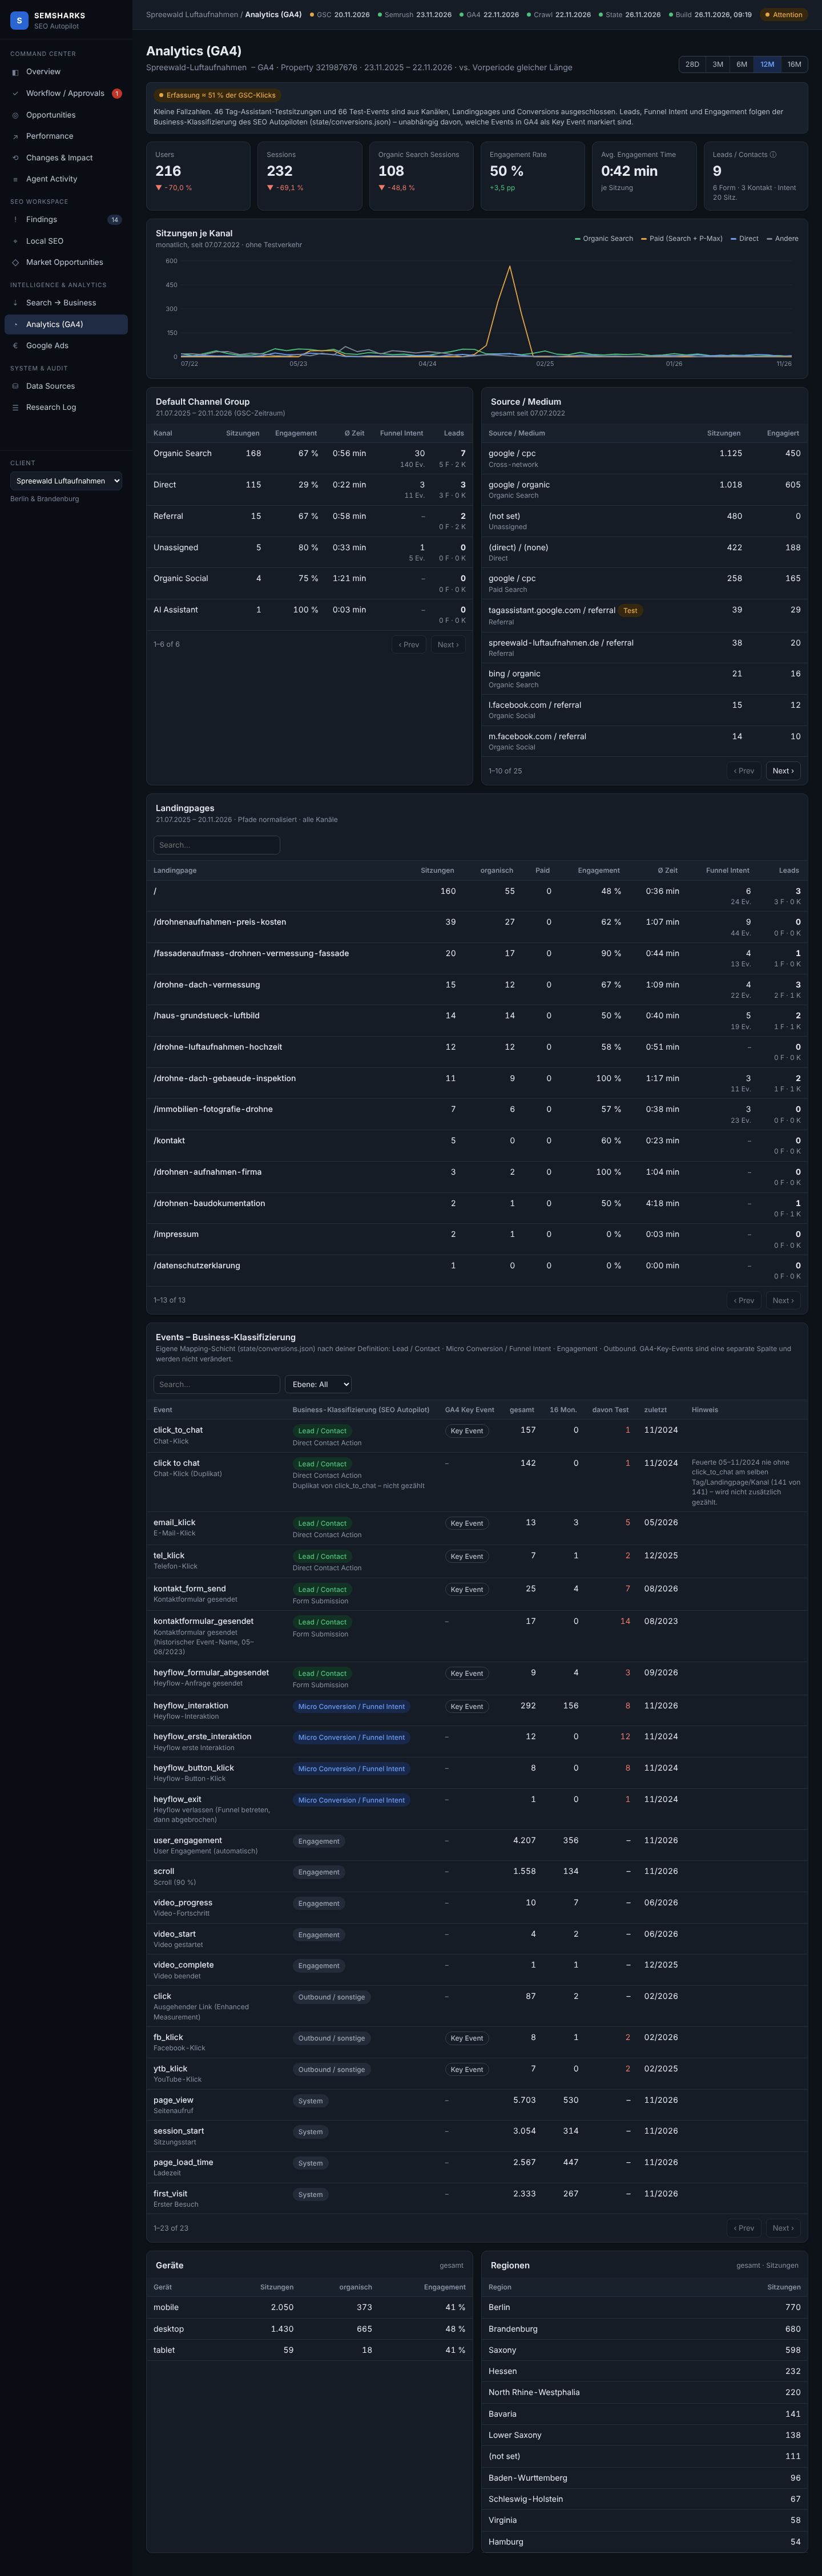 S
SEMSHARKS
SEO Autopilot
COMMAND CENTER
Overview
Workflow / Approvals 1
Opportunities
Performance
Changes & Impact
Agent Activity
SEO WORKSPACE
Findings 14
Local SEO
Market Opportunities
INTELLIGENCE & ANALYTICS
Search → Business
Analytics (GA4)
Google Ads
SYSTEM & AUDIT
Data Sources
Research Log
CLIENT
Spreewald Luftaufnahmen
Berlin & Brandenburg
Spreewald Luftaufnahmen / Analytics (GA4) GSC 20.11.2026 Semrush 23.11.2026 GA4 22.11.2026 Crawl 22.11.2026 State 26.11.2026 Build 26.11.2026, 09:19 Attention
Analytics (GA4)
Spreewald-Luftaufnahmen – GA4 · Property 321987676 · 23.11.2025 – 22.11.2026 · vs. Vorperiode gleicher Länge
28D 3M 6M 12M 16M
Erfassung ≈ 51 % der GSC-Klicks
Kleine Fallzahlen. 46 Tag-Assistant-Testsitzungen und 66 Test-Events sind aus Kanälen, Landingpages und Conversions ausgeschlossen. Leads, Funnel Intent und Engagement folgen der
Business-Klassifizierung des SEO Autopiloten (state/conversions.json) – unabhängig davon, welche Events in GA4 als Key Event markiert sind.
Users
216
▼ -70,0 %
Sessions
232
▼ -69,1 %
Organic Search Sessions
108
▼ -48,8 %
Engagement Rate
50 %
+3,5 pp
Avg. Engagement Time
0:42 min
je Sitzung
Leads / Contacts ⓘ
9
6 Form · 3 Kontakt · Intent
20 Sitz.
Sitzungen je Kanal
monatlich, seit 07.07.2022 · ohne Testverkehr
Organic Search Paid (Search + P-Max) Direct Andere
600
450
300
150
0
07/22 05/23 04/24 02/25 01/26 11/26
Default Channel Group
21.07.2025 – 20.11.2026 (GSC-Zeitraum)
Kanal Sitzungen Engagement Ø Zeit Funnel Intent Leads
Organic Search 168 67 % 0:56 min 30 7
140 Ev. 5 F · 2 K
Direct 115 29 % 0:22 min 3 3
11 Ev. 3 F · 0 K
Referral 15 67 % 0:58 min – 2
0 F · 2 K
Unassigned 5 80 % 0:33 min 1 0
5 Ev. 0 F · 0 K
Organic Social 4 75 % 1:21 min – 0
0 F · 0 K
AI Assistant 1 100 % 0:03 min – 0
0 F · 0 K
1–6 of 6 ‹ Prev Next ›
Source / Medium
gesamt seit 07.07.2022
Source / Medium Sitzungen Engagiert
google / cpc 1.125 450
Cross-network
google / organic 1.018 605
Organic Search
(not set) 480 0
Unassigned
(direct) / (none) 422 188
Direct
google / cpc 258 165
Paid Search
tagassistant.google.com / referral Test 39 29
Referral
spreewald-luftaufnahmen.de / referral 38 20
Referral
bing / organic 21 16
Organic Search
l.facebook.com / referral 15 12
Organic Social
m.facebook.com / referral 14 10
Organic Social
1–10 of 25 ‹ Prev Next ›
Landingpages
21.07.2025 – 20.11.2026 · Pfade normalisiert · alle Kanäle
Search...
Landingpage Sitzungen organisch Paid Engagement Ø Zeit Funnel Intent Leads
/ 160 55 0 48 % 0:36 min 6 3
24 Ev. 3 F · 0 K
/drohnenaufnahmen-preis-kosten 39 27 0 62 % 1:07 min 9 0
44 Ev. 0 F · 0 K
/fassadenaufmass-drohnen-vermessung-fassade 20 17 0 90 % 0:44 min 4 1
13 Ev. 1 F · 0 K
/drohne-dach-vermessung 15 12 0 67 % 1:09 min 4 3
22 Ev. 2 F · 1 K
/haus-grundstueck-luftbild 14 14 0 50 % 0:40 min 5 2
19 Ev. 1 F · 1 K
/drohne-luftaufnahmen-hochzeit 12 12 0 58 % 0:51 min – 0
0 F · 0 K
/drohne-dach-gebaeude-inspektion 11 9 0 100 % 1:17 min 3 2
11 Ev. 1 F · 1 K
/immobilien-fotografie-drohne 7 6 0 57 % 0:38 min 3 0
23 Ev. 0 F · 0 K
/kontakt 5 0 0 60 % 0:23 min – 0
0 F · 0 K
/drohnen-aufnahmen-firma 3 2 0 100 % 1:04 min – 0
0 F · 0 K
/drohnen-baudokumentation 2 1 0 50 % 4:18 min – 1
0 F · 1 K
/impressum 2 1 0 0 % 0:03 min – 0
0 F · 0 K
/datenschutzerklarung 1 0 0 0 % 0:00 min – 0
0 F · 0 K
1–13 of 13 ‹ Prev Next ›
Events – Business-Klassifizierung
Eigene Mapping-Schicht (state/conversions.json) nach deiner Definition: Lead / Contact · Micro Conversion / Funnel Intent · Engagement · Outbound. GA4-Key-Events sind eine separate Spalte und
werden nicht verändert.
Search... Ebene: All
Event Business-Klassifizierung (SEO Autopilot) GA4 Key Event gesamt 16 Mon. davon Test zuletzt Hinweis
click_to_chat Lead / Contact Key Event 157 0 1 11/2024
Chat-Klick Direct Contact Action
click to chat Lead / Contact – 142 0 1 11/2024 Feuerte 05–11/2024 nie ohne
Chat-Klick (Duplikat) Direct Contact Action click_to_chat am selben
Duplikat von click_to_chat – nicht gezählt Tag/Landingpage/Kanal (141 von
141) – wird nicht zusätzlich
gezählt.
email_klick Lead / Contact Key Event 13 3 5 05/2026
E-Mail-Klick Direct Contact Action
tel_klick Lead / Contact Key Event 7 1 2 12/2025
Telefon-Klick Direct Contact Action
kontakt_form_send Lead / Contact Key Event 25 4 7 08/2026
Kontaktformular gesendet Form Submission
kontaktformular_gesendet Lead / Contact – 17 0 14 08/2023
Kontaktformular gesendet Form Submission
(historischer Event-Name, 05–
08/2023)
heyflow_formular_abgesendet Lead / Contact Key Event 9 4 3 09/2026
Heyflow-Anfrage gesendet Form Submission
heyflow_interaktion Micro Conversion / Funnel Intent Key Event 292 156 8 11/2026
Heyflow-Interaktion
heyflow_erste_interaktion Micro Conversion / Funnel Intent – 12 0 12 11/2024
Heyflow erste Interaktion
heyflow_button_klick Micro Conversion / Funnel Intent – 8 0 8 11/2024
Heyflow-Button-Klick
heyflow_exit Micro Conversion / Funnel Intent – 1 0 1 11/2024
Heyflow verlassen (Funnel betreten,
dann abgebrochen)
user_engagement Engagement – 4.207 356 – 11/2026
User Engagement (automatisch)
scroll Engagement – 1.558 134 – 11/2026
Scroll (90 %)
video_progress Engagement – 10 7 – 06/2026
Video-Fortschritt
video_start Engagement – 4 2 – 06/2026
Video gestartet
video_complete Engagement – 1 1 – 12/2025
Video beendet
click Outbound / sonstige – 87 2 – 02/2026
Ausgehender Link (Enhanced
Measurement)
fb_klick Outbound / sonstige Key Event 8 1 2 02/2026
Facebook-Klick
ytb_klick Outbound / sonstige Key Event 7 0 2 02/2025
YouTube-Klick
page_view System – 5.703 530 – 11/2026
Seitenaufruf
session_start System – 3.054 314 – 11/2026
Sitzungsstart
page_load_time System – 2.567 447 – 11/2026
Ladezeit
first_visit System – 2.333 267 – 11/2026
Erster Besuch
1–23 of 23 ‹ Prev Next ›
Geräte gesamt
Gerät Sitzungen organisch Engagement
mobile 2.050 373 41 %
desktop 1.430 665 48 %
tablet 59 18 41 %
Regionen gesamt · Sitzungen
Region Sitzungen
Berlin 770
Brandenburg 680
Saxony 598
Hessen 232
North Rhine-Westphalia 220
Bavaria 141
Lower Saxony 138
(not set) 111
Baden-Wurttemberg 96
Schleswig-Holstein 67
Virginia 58
Hamburg 54